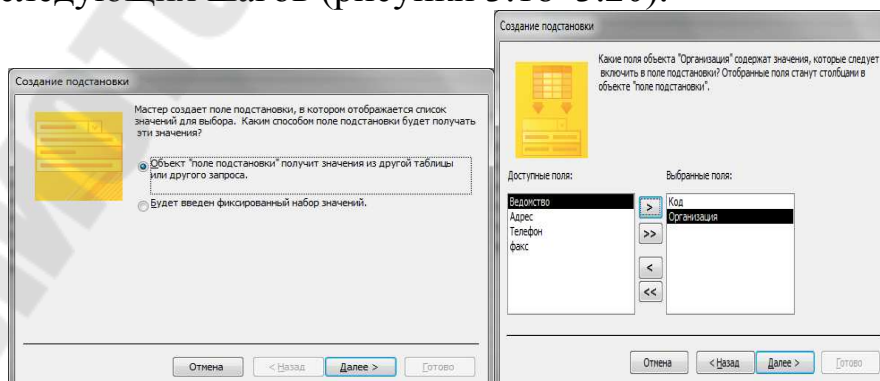 следующих шагов (рисунки 3.18–3.20).
Создание подстановки
Мастер создает поле подстановки, в котором отображается список
значений для выбора. Каким способом поле подстановки будет получать
эти значения?
Объект "поле подстановки" получит значения из другой таблицы
или другого запроса.
Будет введен фиксированный набор значений.
Отмена
< Назад
Далее >
Готово
Создание подстановки
Какие поля объекта "Организация" содержат значения, которые следует
включить в поле подстановки? Отобранные поля станут столбцами в
объекте "поле подстановки".
Доступные поля:
Выбранные поля:
Ведомство
Адрес
Телефон
факс
>
>>
<
<<
Код
Организация
Отмена
< Назад
Далее >
Готово